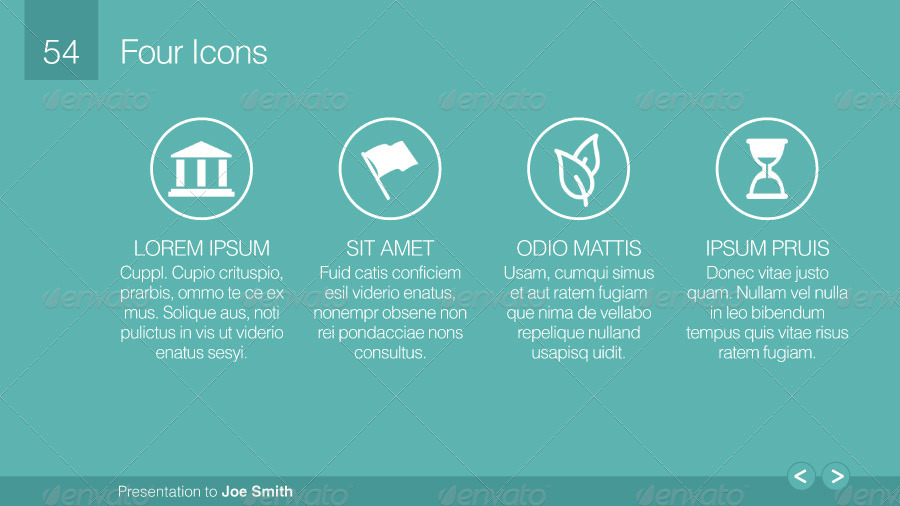 54
Four Icons
LOREM IPSUM
Cuppl. Cupio crituspio,
prarbis, ommo te ce ex
mus. Solique aus, noti
pulictus in vis ut viderio
enatus sesyi.
SIT AMET
Fuid catis conficiem
esil viderio enatus,
nonempr obsene non
rei pondacciae nons
consultus.
ODIO MATTIS
Usam, cumqui simus
et aut ratem fugiam
que nima de vellabo
repelique nulland
usapisq uidit.
IPSUM PRUIS
Donec vitae justo
quam. Nullam vel nulla
in leo bibendum
tempus quis vitae risus
ratem fugiam.
Presentation to Joe Smith
< >
envato